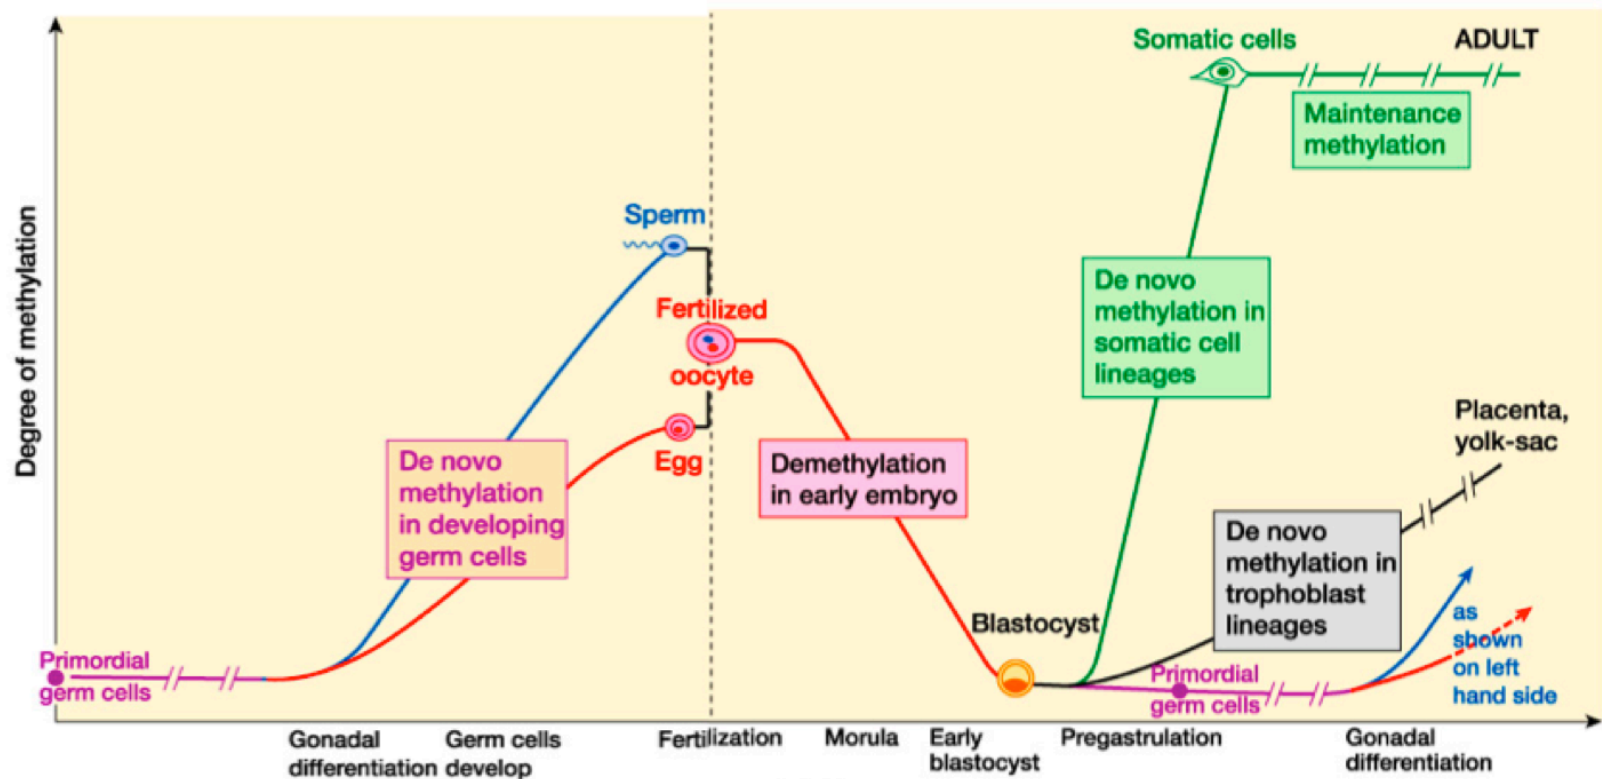 Degree of methylation
Primordial
germ cells
De novo
methylation
in developing
germ cells
Sperm
Fertilized
oocyte
Egg
Demethylation
in early embryo
Blastocyst
Somatic cells
ADULT
Maintenance
methylation
De novo
methylation in
somatic cell
lineages
Placenta,
yolk-sac
De novo
methylation in
trophoblast
lineages
Primordial
germ cells
as
shown
on left
hand side
Gonadal
differentiation
Germ cells
develop
Fertilization
Morula
Early
blastocyst
Pregastrulation
Gonadal
differentiation